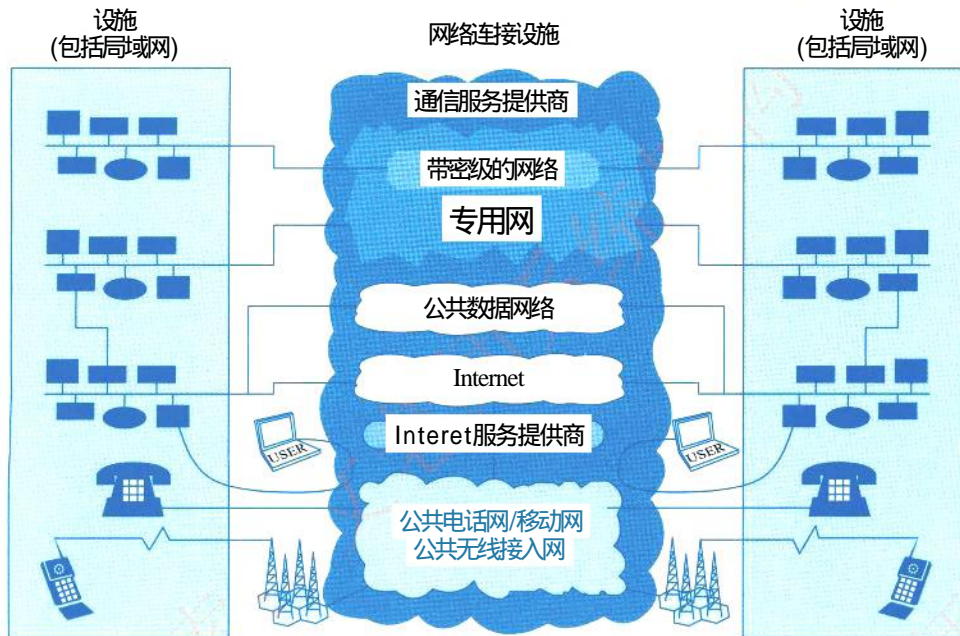 设施
(包括局域网)
网络连接设施
设施
(包括局域网)
通信服务提供商
带密级的网络
专用网
公共数据网络
Internet
Interet服务提供商
USER
USER
公共电话网/移动网
公共无线接入网